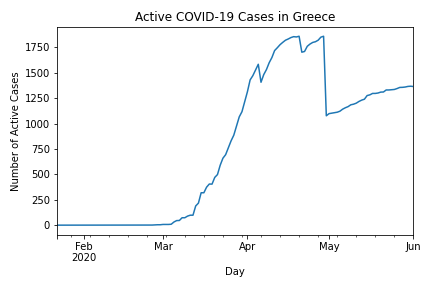 Active COVID-19 Cases in Greece
Number of Active Cases
1750
1500
1250
1000
750
500
250
0
Feb
2020
Mar
Apr
May
Jun
Day